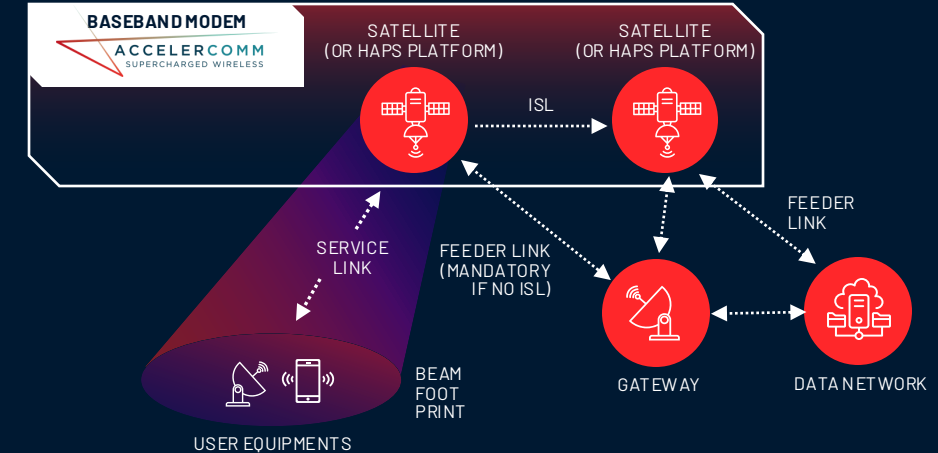 BASEBAND MODEM
ACCELERCOMM
SUPERCHARGED WIRELESS
SATELLITE
(OR HAPS PLATFORM)
SATELLITE
(OR HAPS PLATFORM)
ISL
SERVICE
LINK
FEEDER LINK
(MANDATORY
IF NO ISL)
FEEDER
LINK
BEAM
FOOT
PRINT
GATEWAY
DATA NETWORK
USER EQUIPMENTS